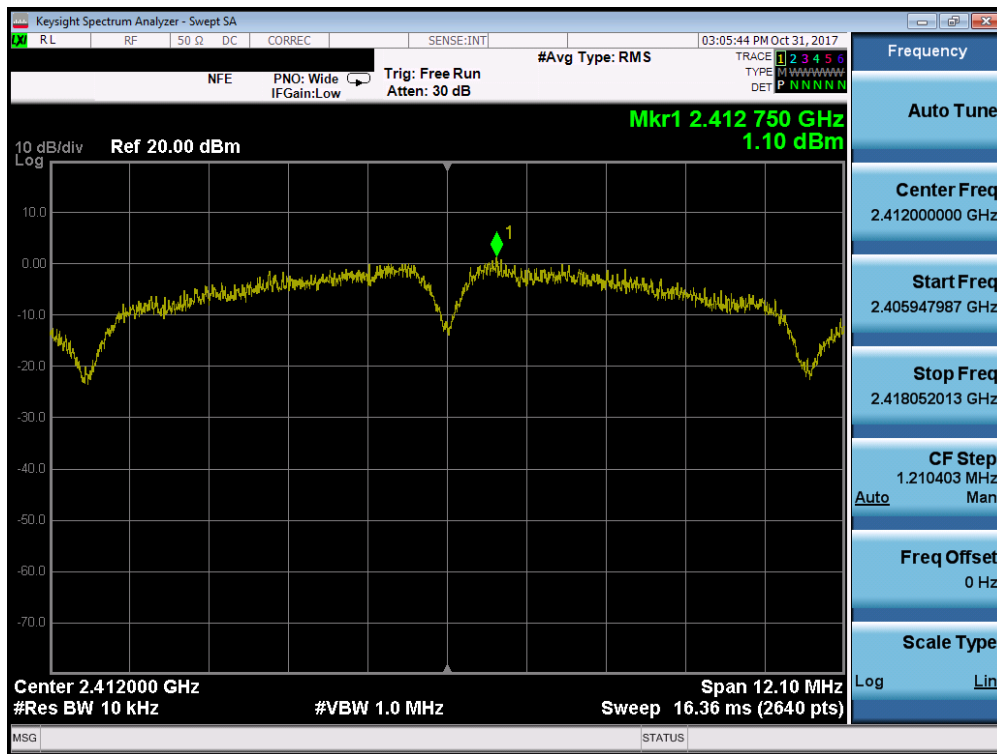 Keysight Spectrum Analyzer - Swept SA
LXI RL RF 50 Ω DC CORREC SENSE:INT 03:05:44 PM Oct 31, 2017
#Avg Type: RMS TRACE 1 2 3 4 5 6
NFE PNO: Wide Trig: Free Run TYPE M WWWWW
IFGain:Low Atten: 30 dB DET P N N N N N
Mkr1 2.412 750 GHz
1.10 dBm
10 dB/div Ref 20.00 dBm
Log
10.0
0.00
-10.0
-20.0
-30.0
-40.0
-50.0
-60.0
-70.0
1
Center 2.412000 GHz Span 12.10 MHz
#Res BW 10 kHz #VBW 1.0 MHz Sweep 16.36 ms (2640 pts)
MSG STATUS
Frequency
Auto Tune
Center Freq
2.412000000 GHz
Start Freq
2.405947987 GHz
Stop Freq
2.418052013 GHz
CF Step
1.210403 MHz
Auto Man
Freq Offset
0 Hz
Scale Type
Log Lin